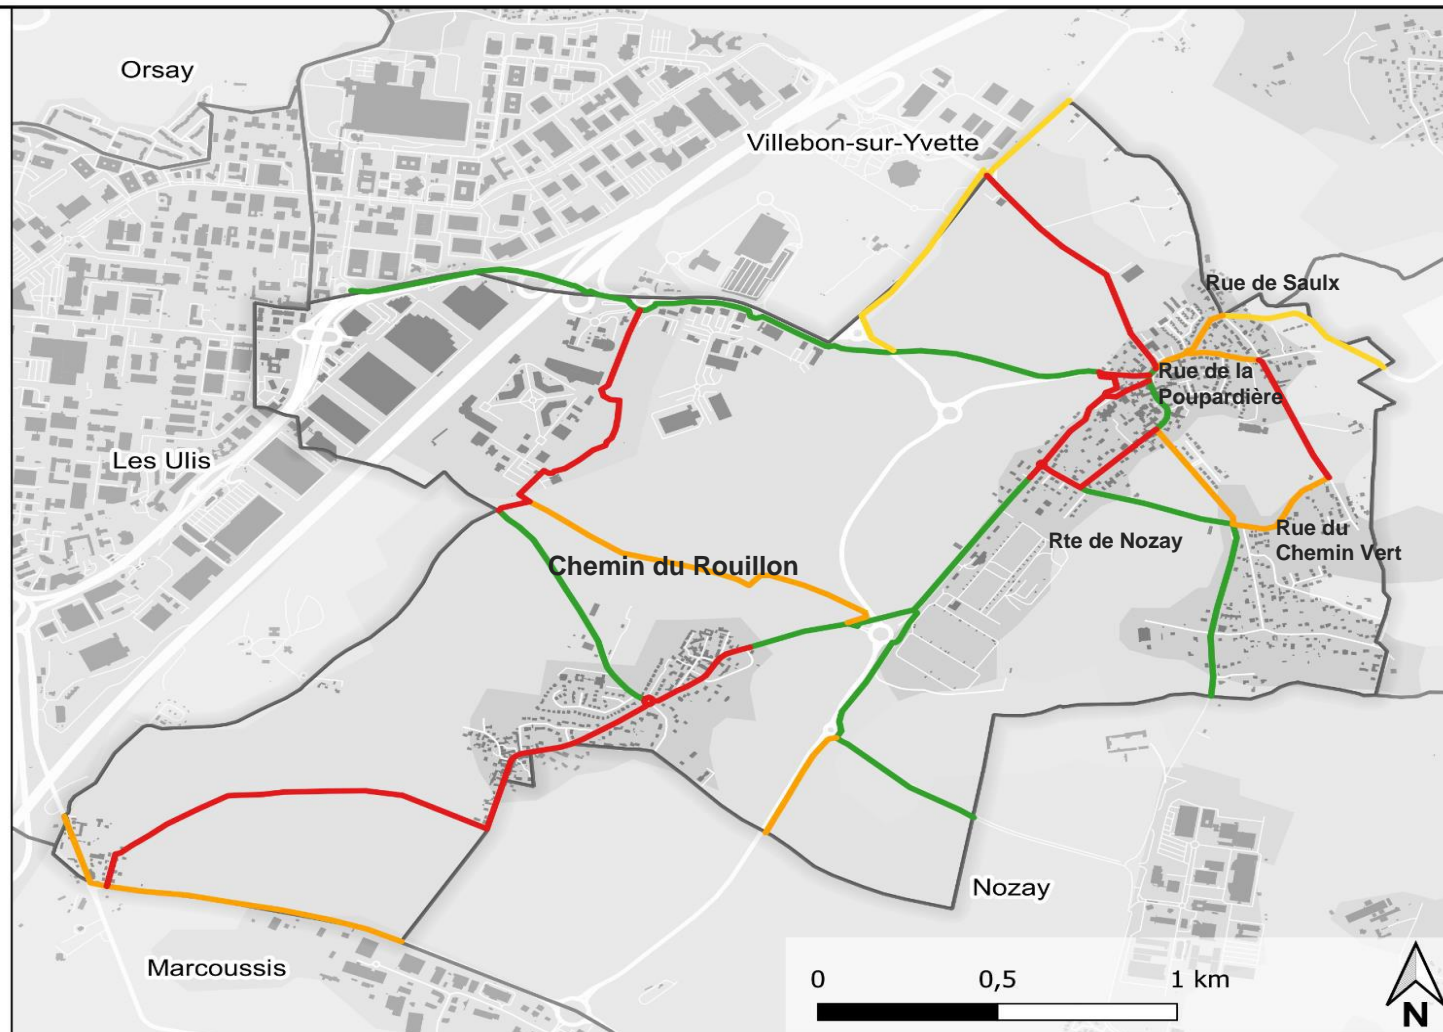 Orsay
Villebon-sur-Yvette
Rue de Saulx
Rue de la
Poupardière
Les Ulis
Rue du
Chemin Vert
Rte de Nozay
Chemin du Rouillon
Nozay
Marcoussis
0 0,5 1 km
N